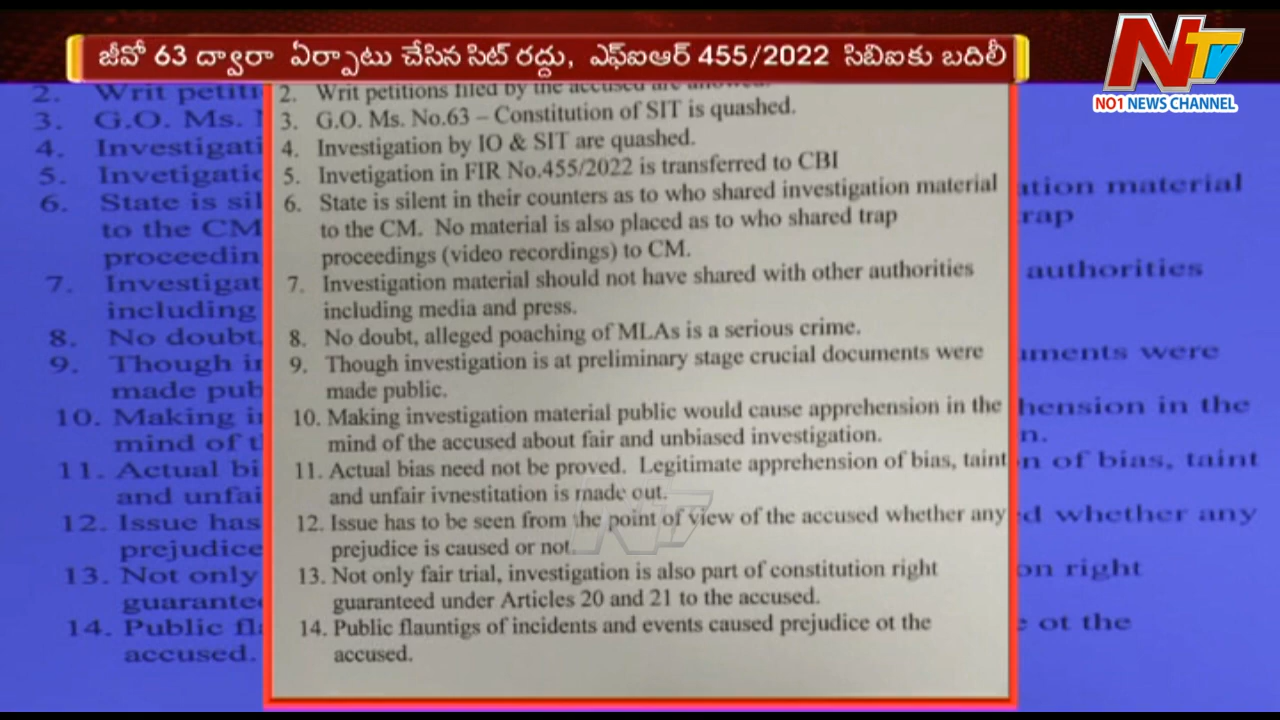 జీవో 63 ద్వారా ఏర్పాటు చేసిన సిట్ రద్దు, ఎఫ్ఐఆర్ 455/2022 సిబిఐకు బదిలీ
NTV
NO1 NEWS CHANNEL
2. Writ petitions filed by the accused are allowed.
3. G.O. Ms. No.63 – Constitution of SIT is quashed.
4. Investigation by IO & SIT are quashed.
5. Invetigation in FIR No.455/2022 is transferred to CBI
6. State is silent in their counters as to who shared investigation material
to the CM. No material is also placed as to who shared trap
proceedings (video recordings) to CM.
7. Investigation material should not have shared with other authorities
including media and press.
8. No doubt, alleged poaching of MLAs is a serious crime.
9. Though investigation is at preliminary stage crucial documents were
made public.
10. Making investigation material public would cause apprehension in the
mind of the accused about fair and unbiased investigation.
11. Actual bias need not be proved. Legitimate apprehension of bias, taint
and unfair ivnestitation is made out.
12. Issue has to be seen from the point of view of the accused whether any
prejudice is caused or not.
13. Not only fair trial, investigation is also part of constitution right
guaranteed under Articles 20 and 21 to the accused.
14. Public flauntigs of incidents and events caused prejudice ot the
accused.